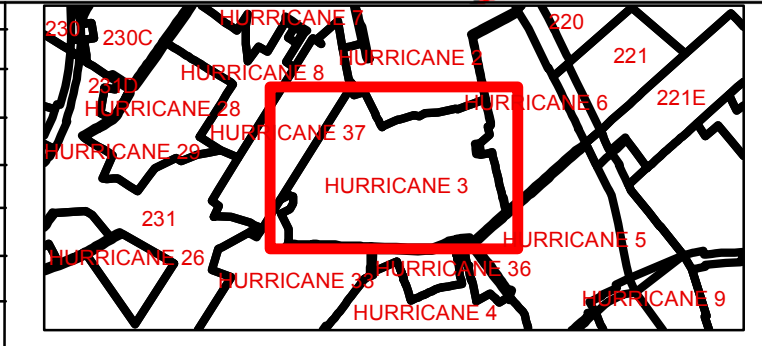 HURRICANE 7
230
230C
220
HURRICANE 2
221
HURRICANE 8
231D
221E
HURRICANE 28
HURRICANE 6
HURRICANE 37
HURRICANE 29
HURRICANE 3
231
HURRICANE 5
HURRICANE 26
HURRICANE 36
HURRICANE 33
HURRICANE 9
HURRICANE 4